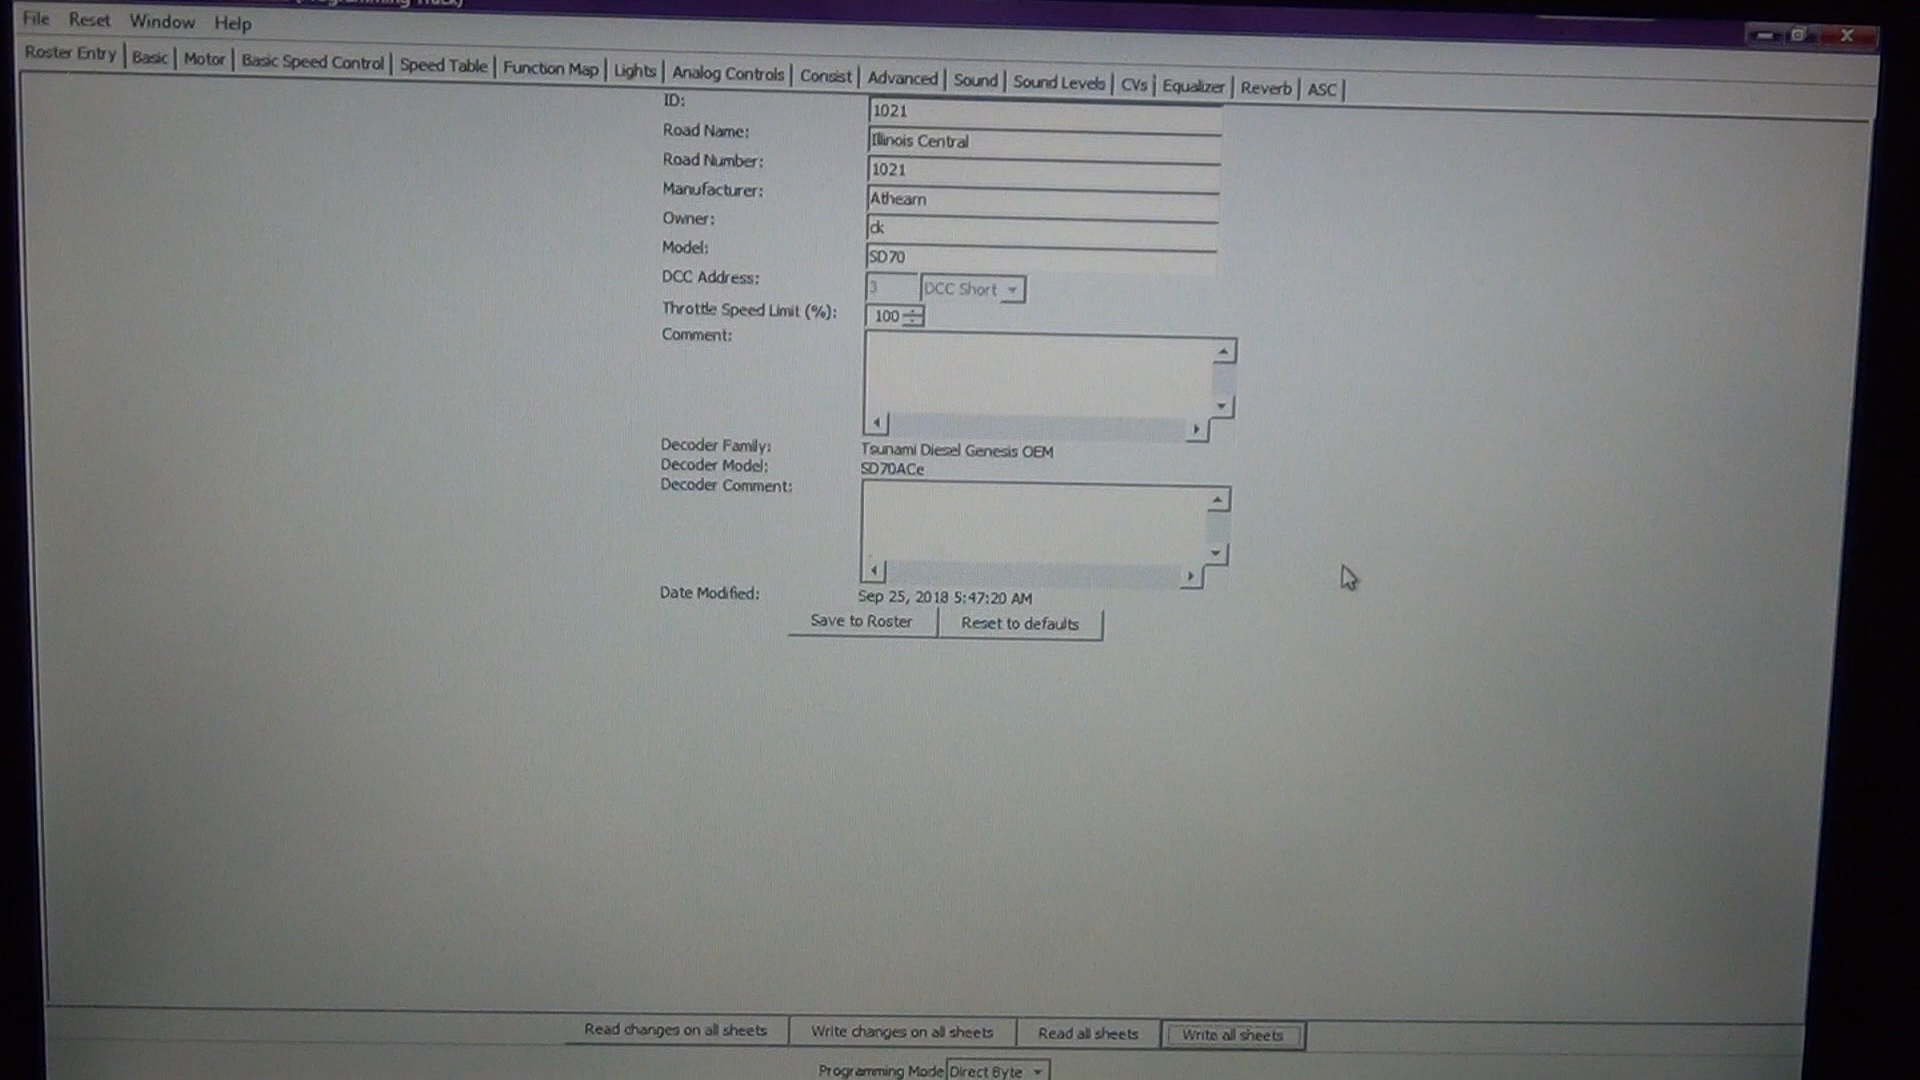 File Reset Window Help
Roster Entry Basic Motor Basic Speed Control Speed Table Function Map Lights Analog Controls Consist Advanced Sound Sound Levels CVs Equalizer Reverb ASC
ID: 1021
Road Name: Illinois Central
Road Number: 1021
Manufacturer: Athearn
Owner: ck
Model: SD70
DCC Address: 3 DCC Short
Throttle Speed Limit (%): 100
Comment:
Decoder Family: Tsunami Diesel Genesis OEM
Decoder Model: SD70ACe
Decoder Comment:
Date Modified: Sep 25, 2018 5:47:20 AM
Save to Roster Reset to defaults
Read changes on all sheets Write changes on all sheets Read all sheets Write all sheets
Programming Mode Direct Byte